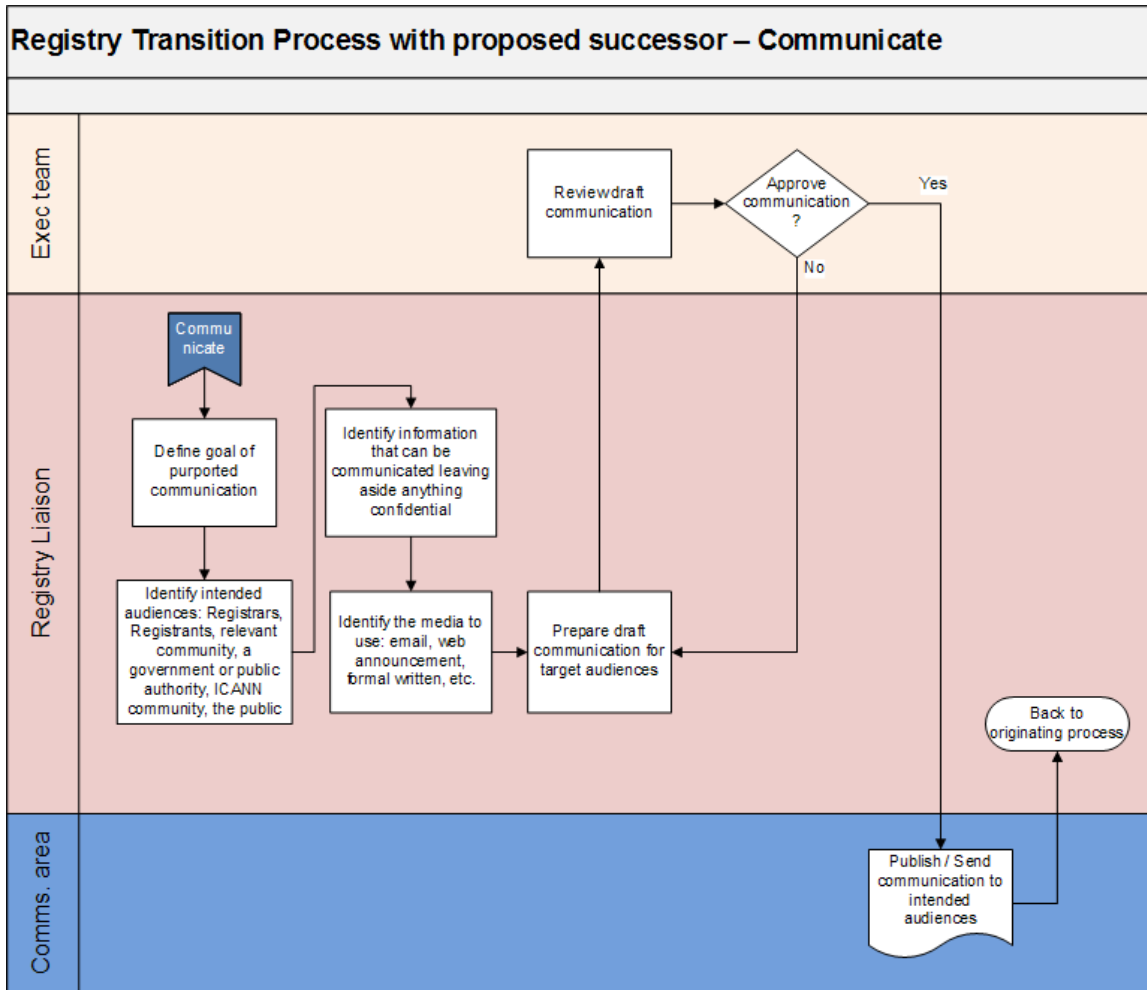 Registry Transition Process with proposed successor – Communicate
Exec team
Review draft
communication
Approve
communication
?
Yes
No
Registry Liaison
Commu
nicate
Define goal of
purported
communication
Identify intended
audiences: Registrars,
Registrants, relevant
community, a
government or public
authority, ICANN
community, the public
Identify information
that can be
communicated leaving
aside anything
confidential
Identify the media to
use: email, web
announcement,
formal written, etc.
Prepare draft
communication for
target audiences
Back to
originating process
Comms. area
Publish / Send
communication to
intended
audiences